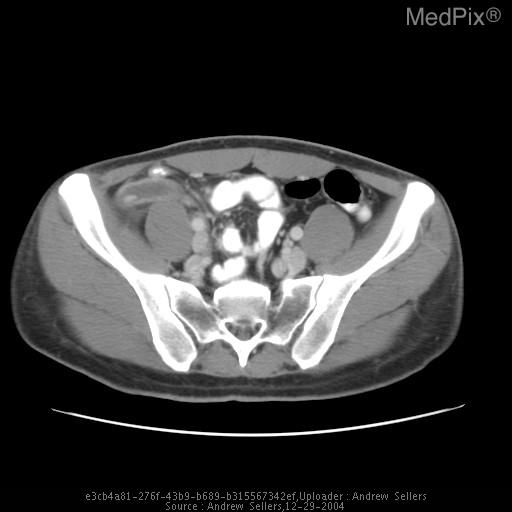 MedPix®
e3cb4a81-276f-43b9-b689-b315567342ef,Uploader : Andrew Sellers
Source : Andrew Sellers,12-29-2004